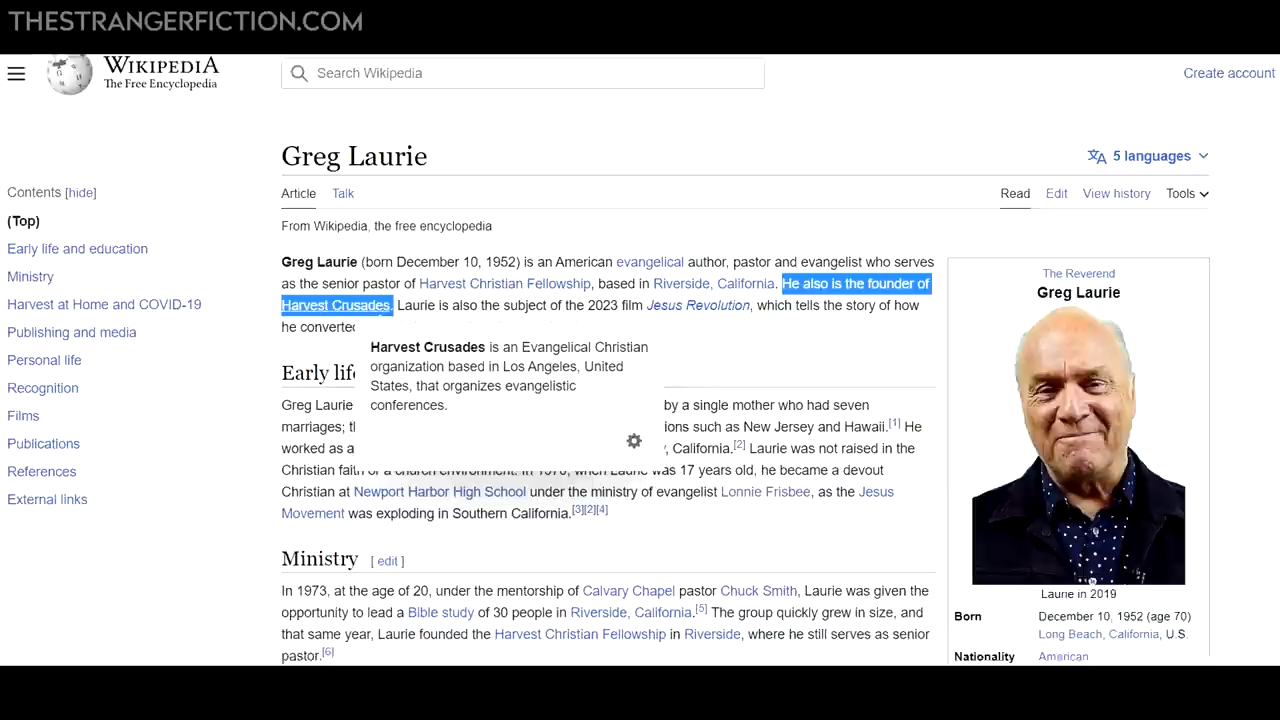 THESTRANGERFICTION.COM
WIKIPEDIA
The Free Encyclopedia
Search Wikipedia
Create account
Greg Laurie
5 languages
Article Talk
Read Edit View history Tools
From Wikipedia, the free encyclopedia
Contents [hide]
(Top)
Early life and education
Ministry
Harvest at Home and COVID-19
Publishing and media
Personal life
Recognition
Films
Publications
References
External links
Greg Laurie (born December 10, 1952) is an American evangelical author, pastor and evangelist who serves
as the senior pastor of Harvest Christian Fellowship, based in Riverside, California. He also is the founder of
Harvest Crusades. Laurie is also the subject of the 2023 film Jesus Revolution, which tells the story of how
he converted
Harvest Crusades is an Evangelical Christian
organization based in Los Angeles, United
States, that organizes evangelistic
conferences.
Early life
Greg Laurie by a single mother who had seven
marriages; ions such as New Jersey and Hawaii.[1] He
worked as a , California.[2] Laurie was not raised in the
Christian faith or a church environment. In 1970, when Laurie was 17 years old, he became a devout
Christian at Newport Harbor High School under the ministry of evangelist Lonnie Frisbee, as the Jesus
Movement was exploding in Southern California.[3][2][4]
Ministry [ edit ]
In 1973, at the age of 20, under the mentorship of Calvary Chapel pastor Chuck Smith, Laurie was given the
opportunity to lead a Bible study of 30 people in Riverside, California.[5] The group quickly grew in size, and
that same year, Laurie founded the Harvest Christian Fellowship in Riverside, where he still serves as senior
pastor.[6]
The Reverend
Greg Laurie
Laurie in 2019
Born December 10, 1952 (age 70)
Long Beach, California, U.S.
Nationality American